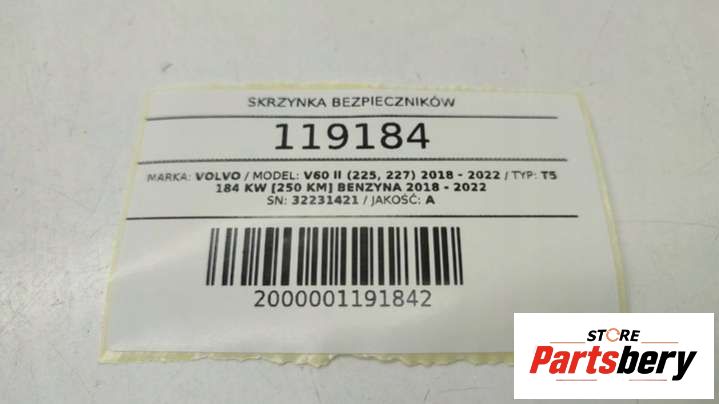 SKRZYNKA BEZPIECZNIKÓW
119184
MARKA: VOLVO / MODEL: V60 II (225, 227) 2018 - 2022 / TYP: T5
184 KW [250 KM] BENZYNA 2018 - 2022
SN: 32231421 / JAKOŚĆ: A
2000001191842
STORE
Partsbery